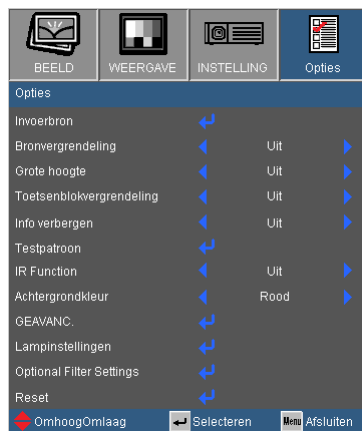 BEELD WEERGAVE INSTELLING Opties
Opties
Invoerbron
Bronvergrendeling Uit
Grote hoogte Uit
Toetsenblokvergrendeling Uit
Info verbergen Uit
Testpatroon
IR Function Uit
Achtergrondkleur Rood
GEAVANC.
Lampinstellingen
Optional Filter Settings
Reset
OmhoogOmlaag Selecteren Menu Afsluiten